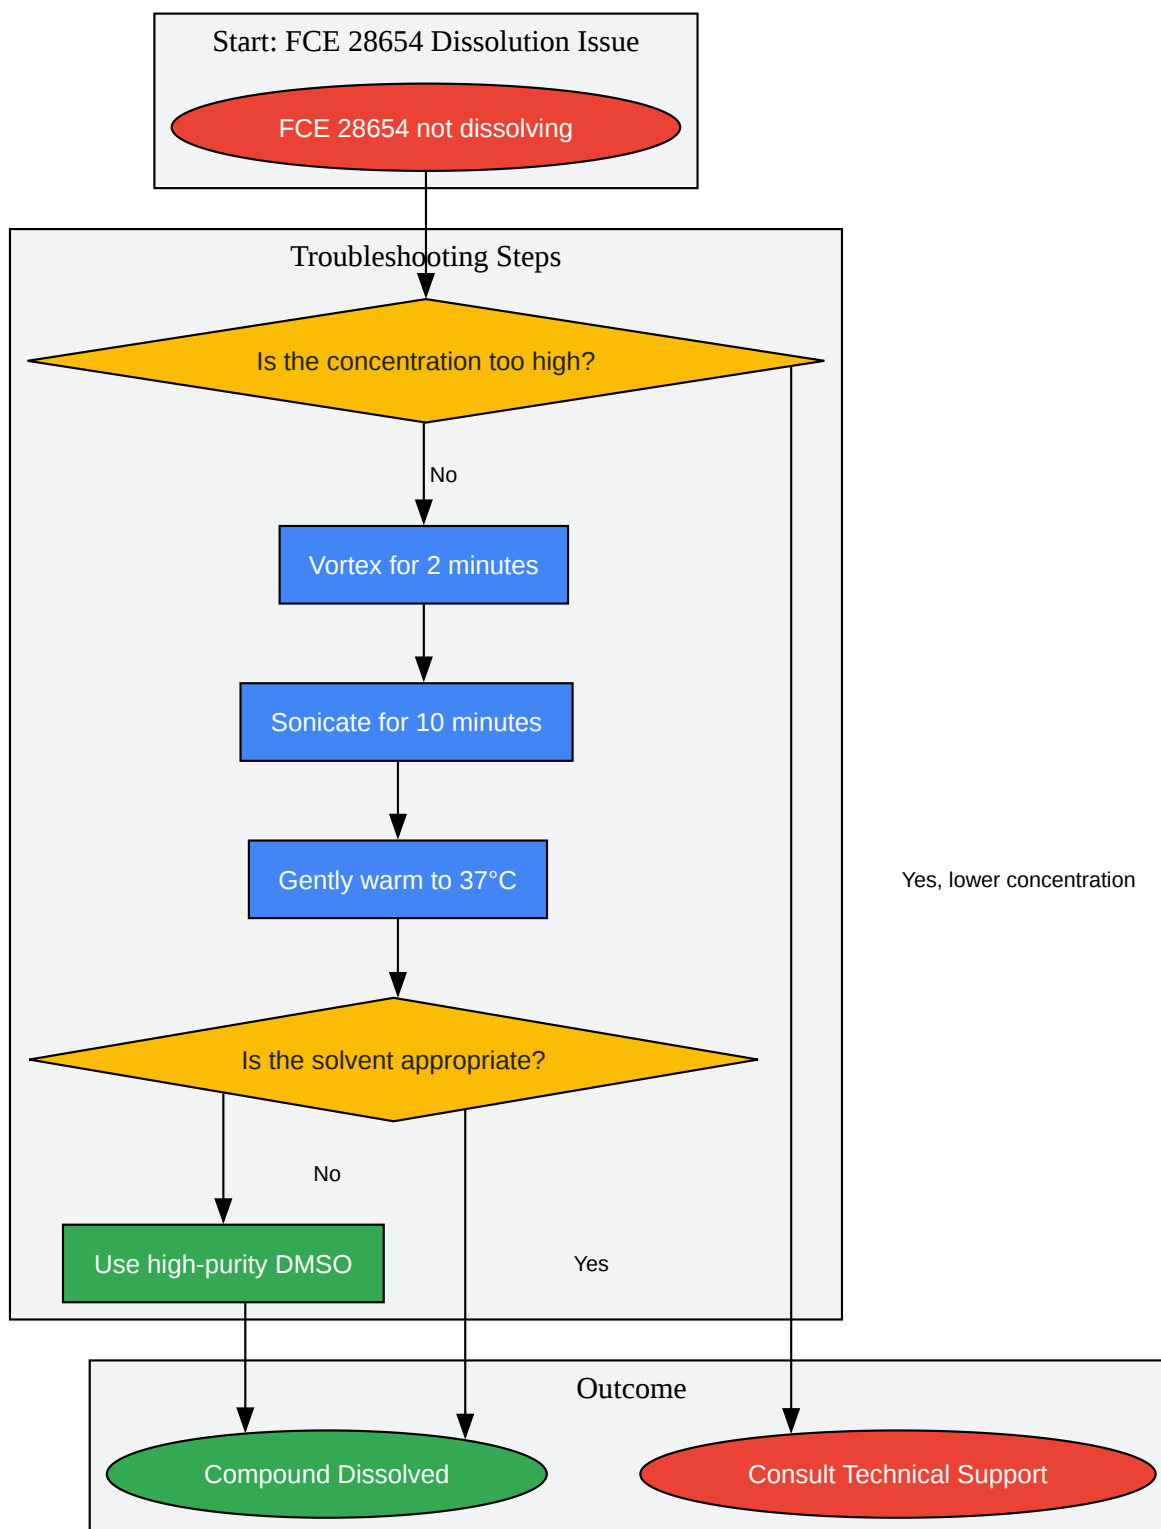 Start: FCE 28654 Dissolution Issue
FCE 28654 not dissolving
Troubleshooting Steps
Is the concentration too high?
No
Vortex for 2 minutes
Sonicate for 10 minutes
Gently warm to 37°C
Yes, lower concentration
Is the solvent appropriate?
No
Use high-purity DMSO
Yes
Outcome
Compound Dissolved
Consult Technical Support